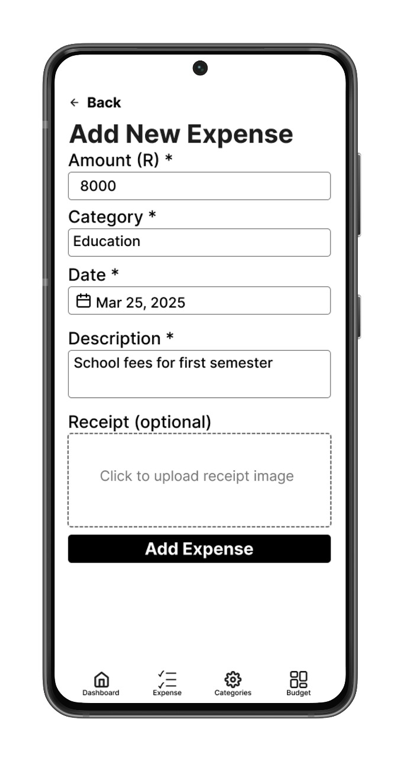 ← Back
Add New Expense
Amount (R) *
8000
Category *
Education
Date *
Mar 25, 2025
Description *
School fees for first semester
Receipt (optional)
Click to upload receipt image
Add Expense
Dashboard Expense Categories Budget